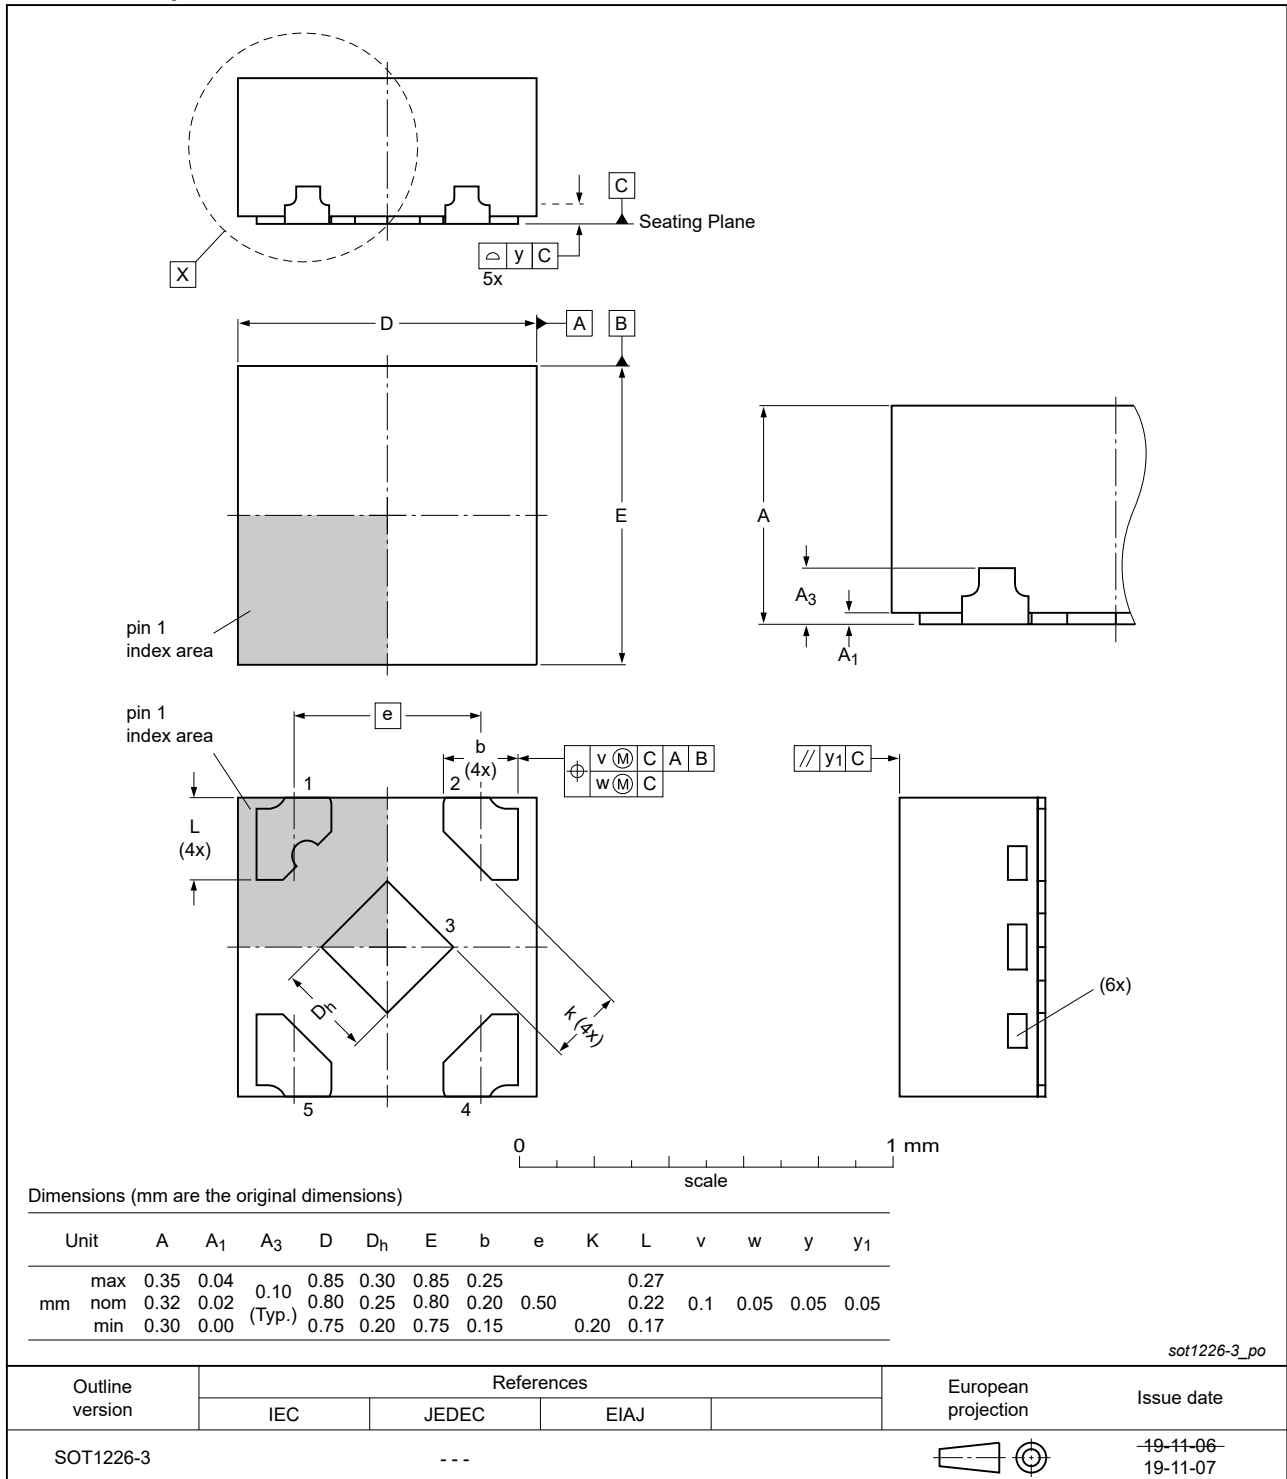 C
Seating Plane
y C
5x
X
D
A B
E
pin 1
index area
A
A3
A1
pin 1
index area
e
b
(4x)
v M C A B
w M C
// y1 C
1
2
L
(4x)
3
Dh
k (4x)
(6x)
5
4
0 1 mm
scale
Dimensions (mm are the original dimensions)
Unit A A1 A3 D Dh E b e K L v w y y1
max 0.35 0.04 0.85 0.30 0.85 0.25 0.27
mm nom 0.32 0.02 0.10 (Typ.) 0.80 0.25 0.80 0.20 0.50 0.22 0.1 0.05 0.05 0.05
min 0.30 0.00 0.75 0.20 0.75 0.15 0.20 0.17
sot1226-3_po
Outline version References European projection Issue date
IEC JEDEC EIAJ
SOT1226-3 - - - 19-11-06
19-11-07